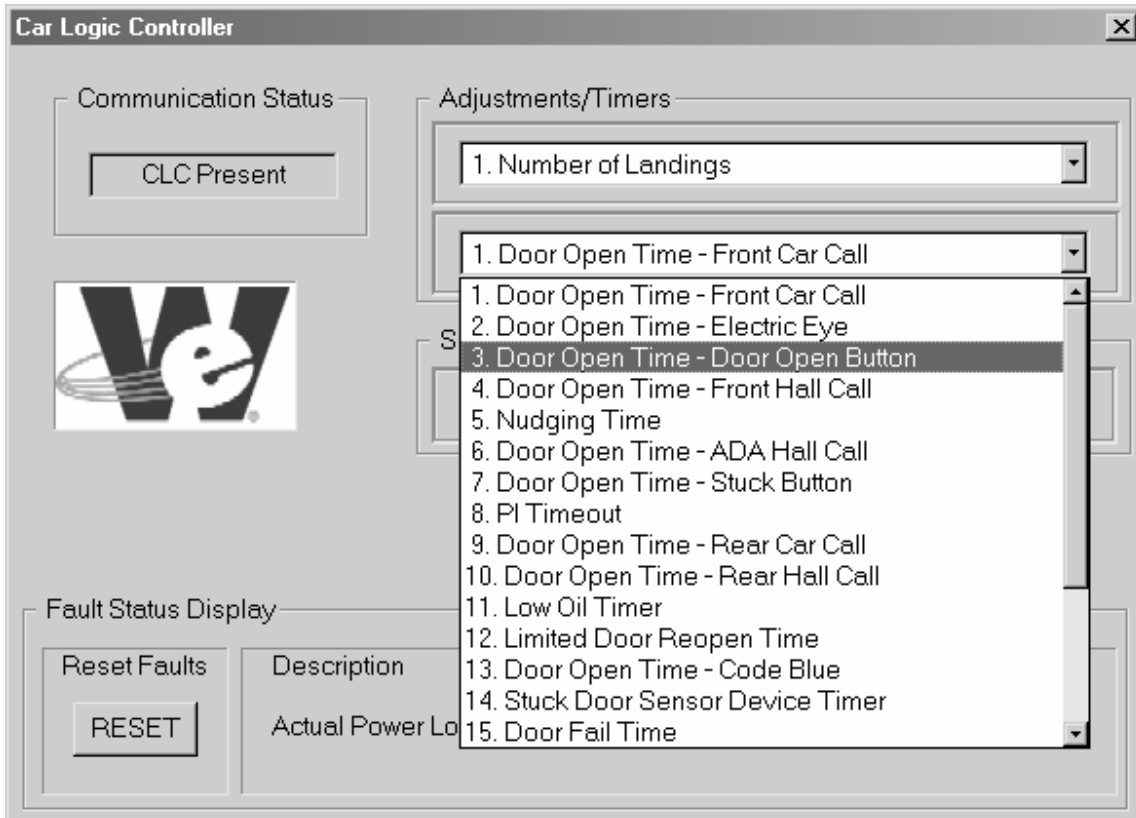 Car Logic Controller
Communication Status
CLC Present
Adjustments/Timers
1. Number of Landings
1. Door Open Time - Front Car Call
1. Door Open Time - Front Car Call
2. Door Open Time - Electric Eye
3. Door Open Time - Door Open Button
4. Door Open Time - Front Hall Call
5. Nudging Time
6. Door Open Time - ADA Hall Call
7. Door Open Time - Stuck Button
8. PI Timeout
9. Door Open Time - Rear Car Call
10. Door Open Time - Rear Hall Call
11. Low Oil Timer
12. Limited Door Reopen Time
13. Door Open Time - Code Blue
14. Stuck Door Sensor Device Timer
15. Door Fail Time
S
We
®
Fault Status Display
Reset Faults
RESET
Description
Actual Power Lo